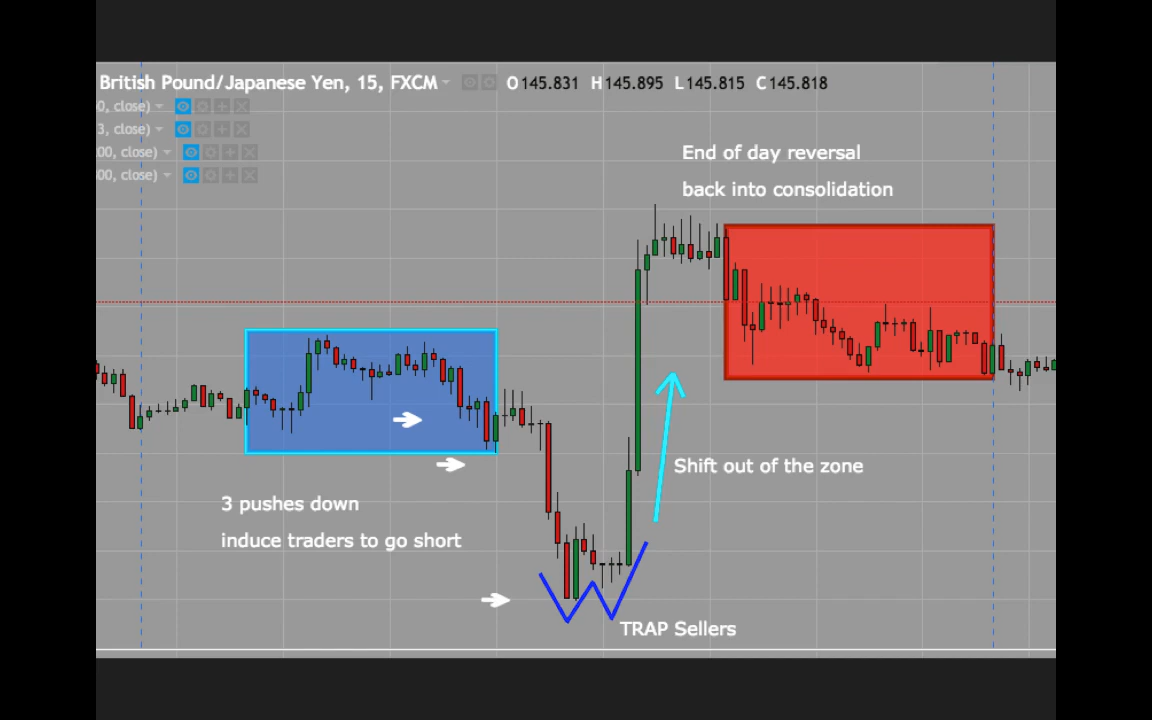 British Pound/Japanese Yen, 15, FXCM O145.831 H145.895 L145.815 C145.818
0, close)
3, close)
00, close)
00, close)
End of day reversal
back into consolidation
Shift out of the zone
3 pushes down
induce traders to go short
TRAP Sellers